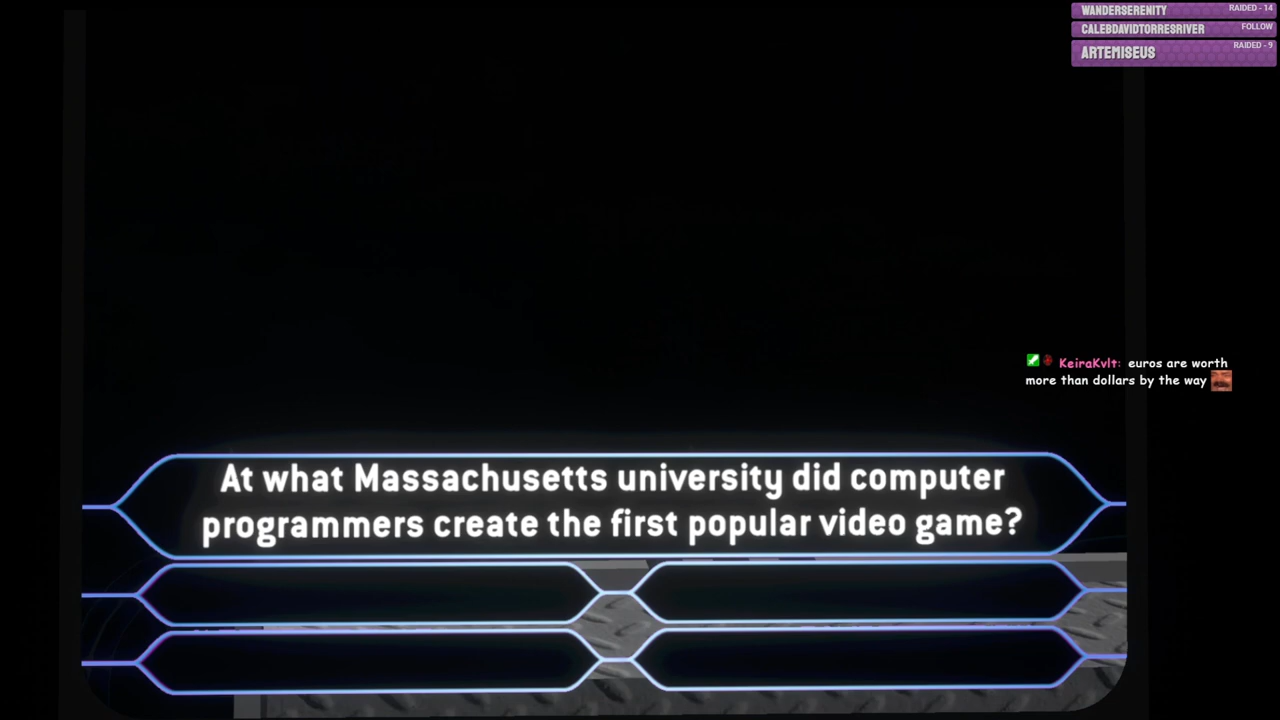 WANDERSERENITY RAIDED - 14
CALEBDAVIDTORRESRIVER FOLLOW
ARTEMISEUS RAIDED - 9
KeiraKvlt: euros are worth
more than dollars by the way
At what Massachusetts university did computer
programmers create the first popular video game?